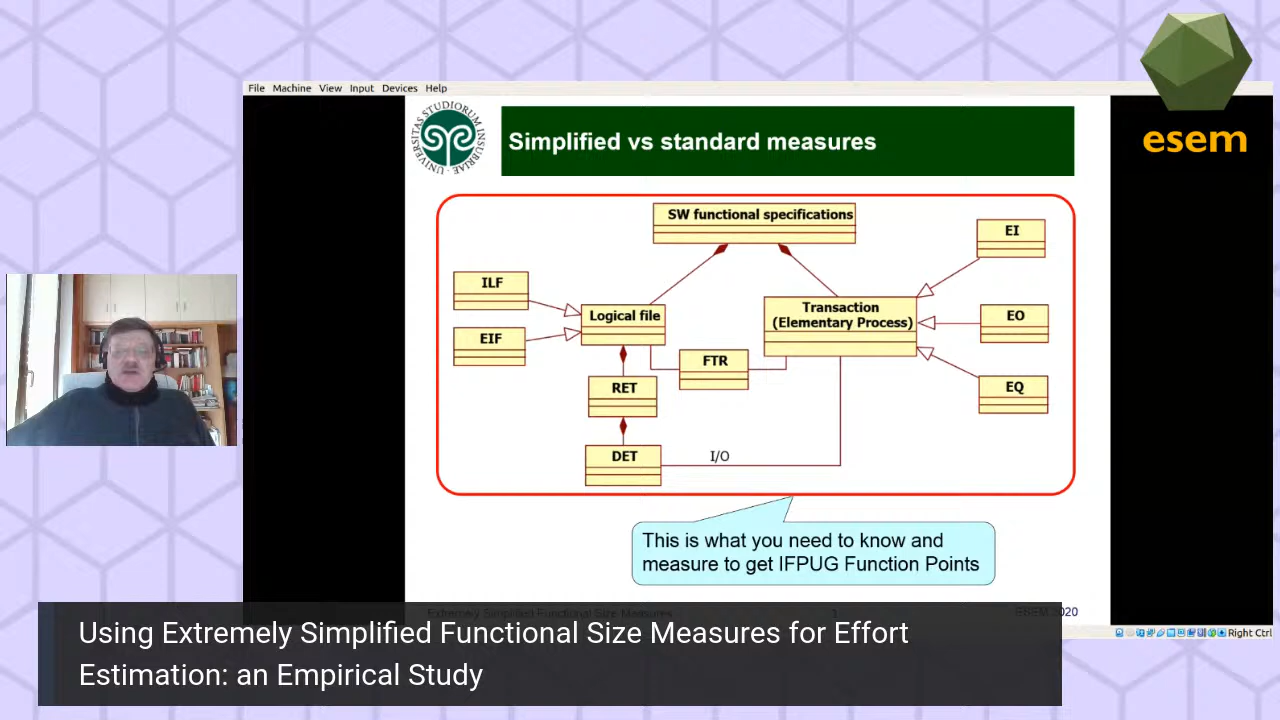 File Machine View Input Devices Help
UNIVERSITAS STUDIORUM INSUBRIAE
Simplified vs standard measures
esem
SW functional specifications
EI
ILF
Logical file
Transaction
(Elementary Process)
EO
EIF
FTR
RET
EQ
DET
I/O
This is what you need to know and
measure to get IFPUG Function Points
Extremely Simplified Functional Size Measures
ESEM 2020
Right Ctrl
Using Extremely Simplified Functional Size Measures for Effort
Estimation: an Empirical Study